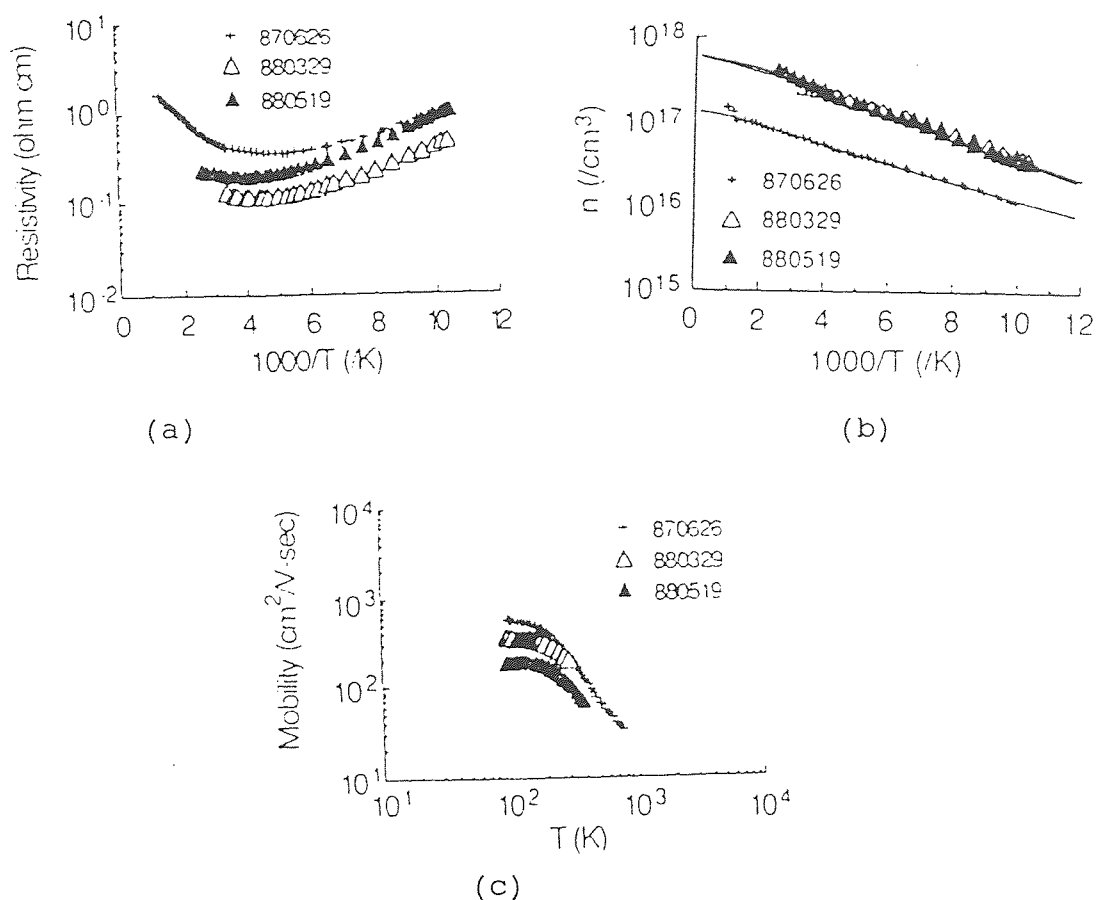 10¹
10⁰
10⁻¹
10⁻²
Resistivity (ohm cm)
870626
880329
880519
0 2 4 6 8 10 12
1000/T (/K)
(a)
10¹⁸
10¹⁷
10¹⁶
10¹⁵
n (/cm³)
870626
880329
880519
0 2 4 6 8 10 12
1000/T (/K)
(b)
10⁴
10³
10²
10¹
Mobility (cm²/V-sec)
870626
880329
880519
10¹ 10² 10³ 10⁴
T (K)
(c)